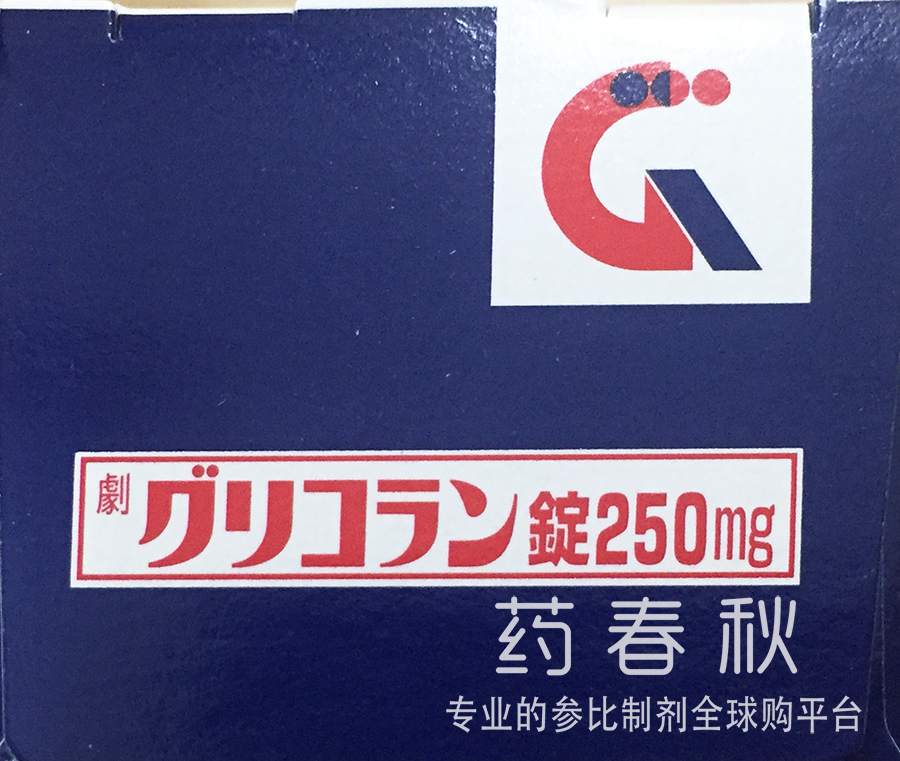 劇 グリコラン錠250mg
药春秋
专业的参比制剂全球购平台